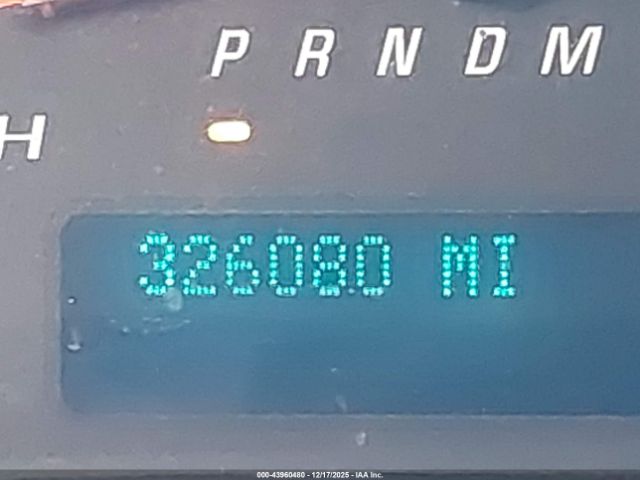 P R N D M
H
326080 MI
000-43960480 - 12/17/2025 - IAA Inc.